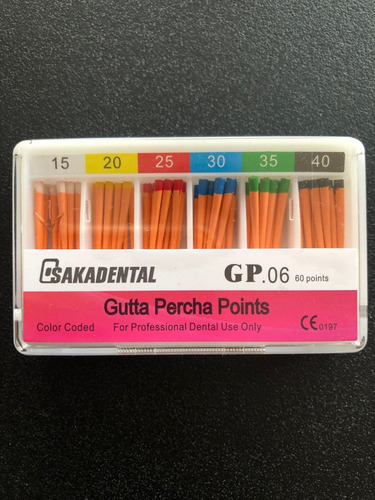 15 20 25 30 35 40
OSAKADENTAL GP.06 60 points
Gutta Percha Points
Color Coded For Professional Dental Use Only CE 0197